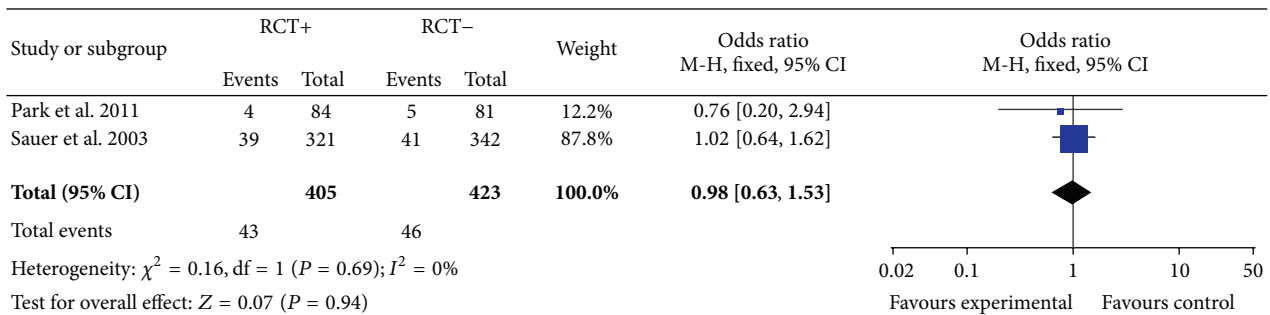 Study or subgroup RCT+ RCT− Weight Odds ratio Odds ratio
M-H, fixed, 95% CI M-H, fixed, 95% CI
Events Total Events Total
Park et al. 2011 4 84 5 81 12.2% 0.76 [0.20, 2.94]
Sauer et al. 2003 39 321 41 342 87.8% 1.02 [0.64, 1.62]
Total (95% CI) 405 423 100.0% 0.98 [0.63, 1.53]
Total events 43 46
Heterogeneity: χ² = 0.16, df = 1 (P = 0.69); I² = 0%
Test for overall effect: Z = 0.07 (P = 0.94)
0.02 0.1 1 10 50
Favours experimental Favours control